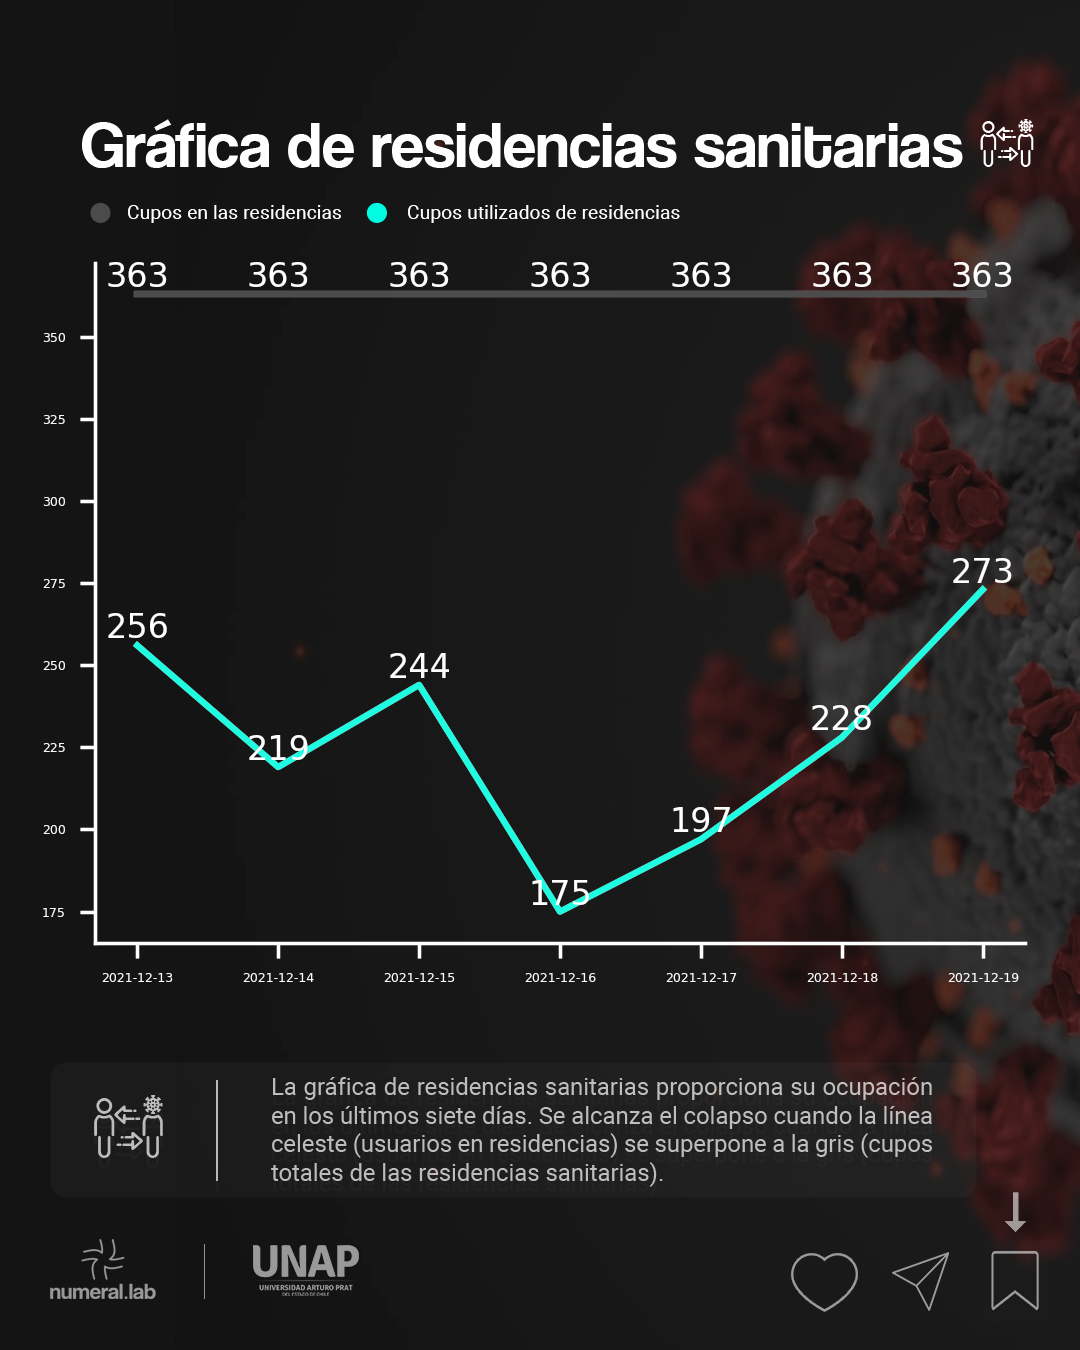 Gráfica de residencias sanitarias
Cupos en las residencias Cupos utilizados de residencias
363 363 363 363 363 363 363
350
325
300
275
250
225
200
175
256 219 244 175 197 228 273
2021-12-13 2021-12-14 2021-12-15 2021-12-16 2021-12-17 2021-12-18 2021-12-19
La gráfica de residencias sanitarias proporciona su ocupación
en los últimos siete días. Se alcanza el colapso cuando la línea
celeste (usuarios en residencias) se superpone a la gris (cupos
totales de las residencias sanitarias).
numeral.lab
UNAP
UNIVERSIDAD ARTURO PRAT
DEL ESTADO DE CHILE